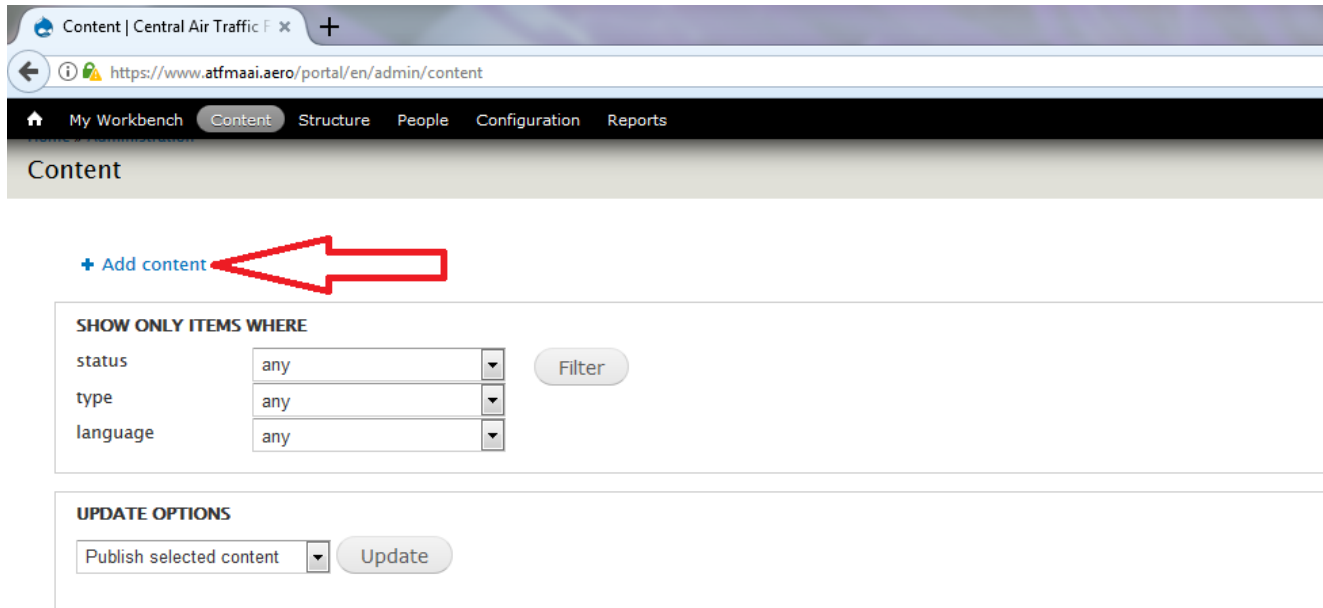 Content | Central Air Traffic F
https://www.atfmaai.aero/portal/en/admin/content
My Workbench Content Structure People Configuration Reports
Home » Administration
Content
Add content
SHOW ONLY ITEMS WHERE
status any Filter
type any
language any
UPDATE OPTIONS
Publish selected content Update